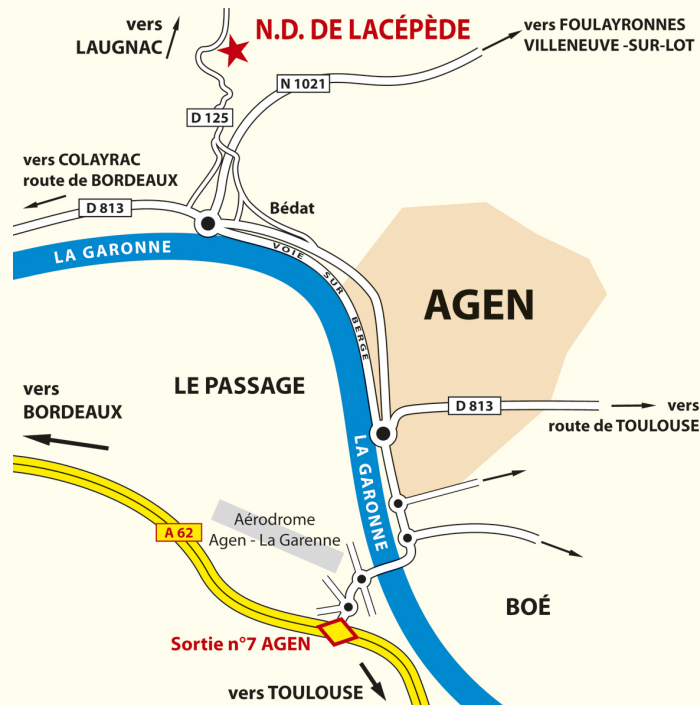 vers
LAUGNAC
N.D. DE LACÉPÈDE
vers FOULAYRONNES
VILLENEUVE -SUR-LOT
N 1021
D 125
vers COLAYRAC
route de BORDEAUX
D 813
Bédat
LA GARONNE
VOIE SUR BERGE
AGEN
LE PASSAGE
vers
BORDEAUX
D 813
vers
route de TOULOUSE
LA GARONNE
A 62
Aérodrome
Agen - La Garenne
BOÉ
Sortie n°7 AGEN
vers TOULOUSE